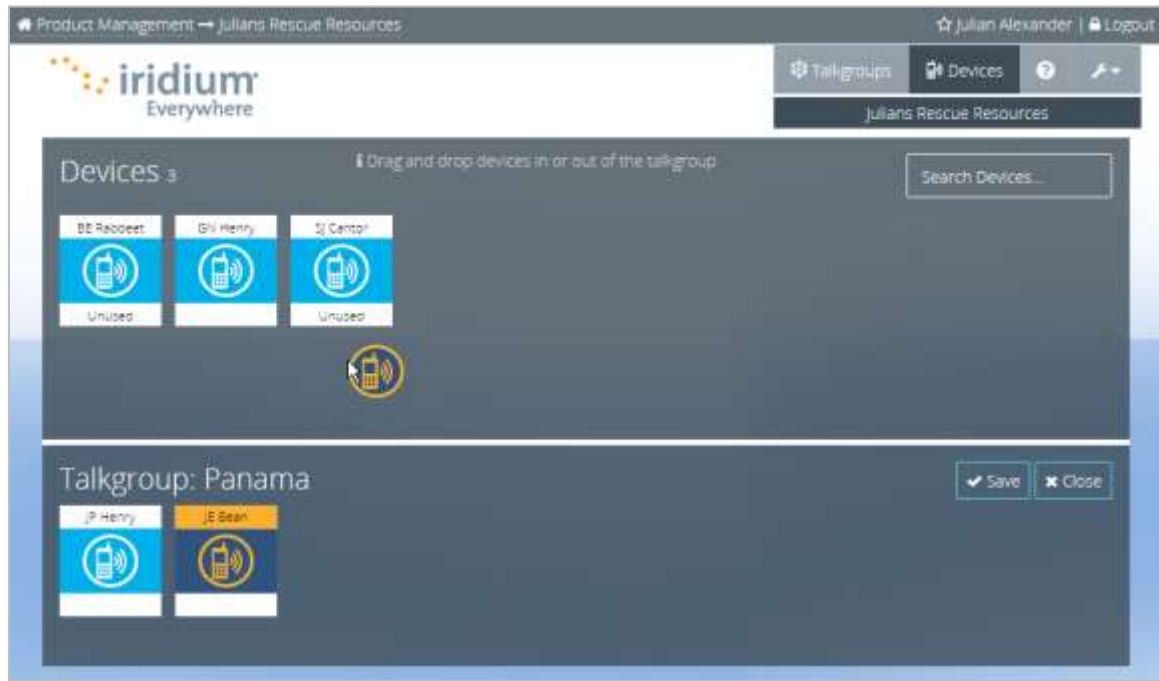 Product Management → Julians Rescue Resources
Julian Alexander | Logout
iridium
Everywhere
Talkgroups
Devices
?
Julians Rescue Resources
Devices 3
i Drag and drop devices in or out of the talkgroup
Search Devices...
BE Raddeet
Henry
SJ Cantor
Unused
Unused
Talkgroup: Panama
Save
Close
JP Henry
JE Bean